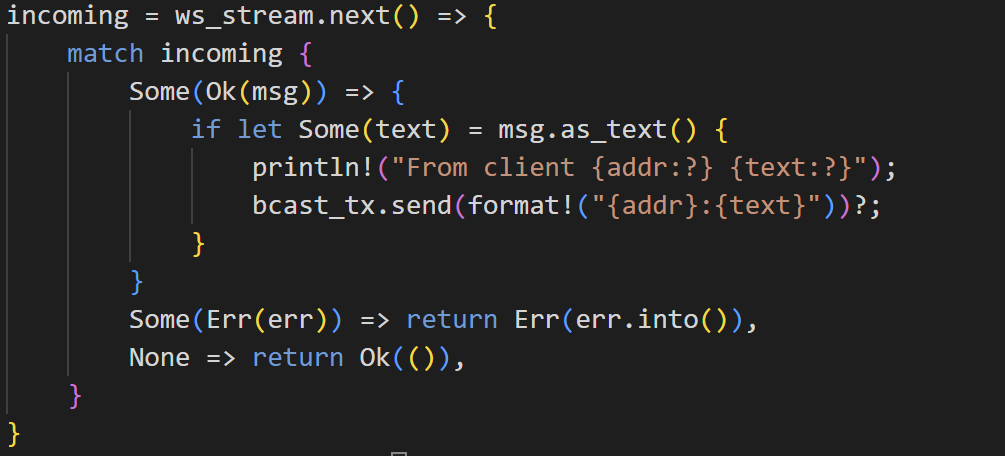 incoming = ws_stream.next() => {
    match incoming {
        Some(Ok(msg)) => {
            if let Some(text) = msg.as_text() {
                println!("From client {addr:?} {text:?}");
                bcast_tx.send(format!("{addr}:{text}"))?;
            }
        }
        Some(Err(err)) => return Err(err.into()),
        None => return Ok(()),
    }
}